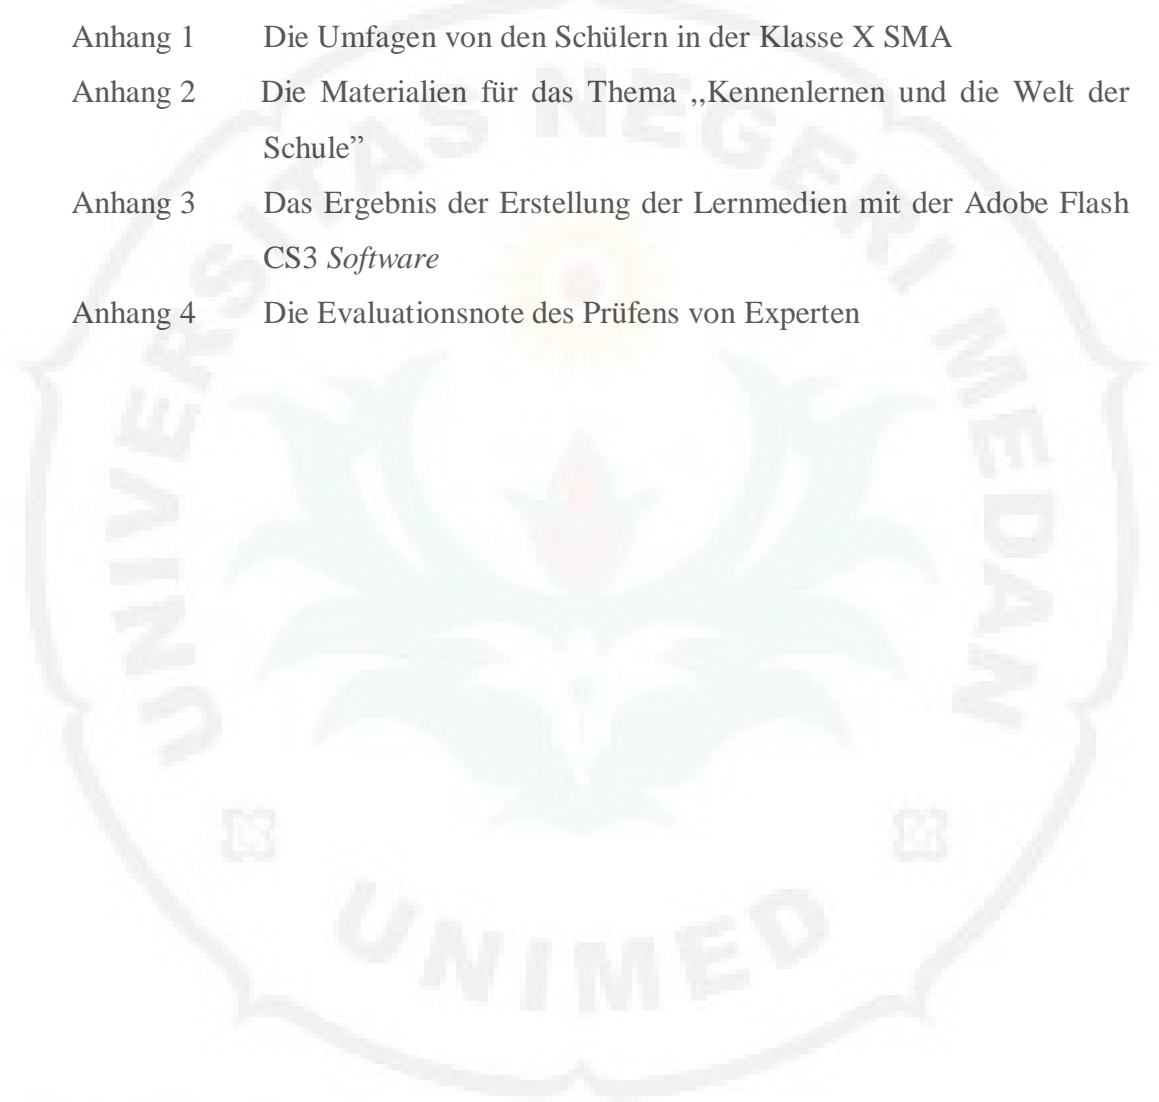 Anhang 1 Die Umfagen von den Schülern in der Klasse X SMA
Anhang 2 Die Materialien für das Thema ,,Kennenlernen und die Welt der
Schule”
Anhang 3 Das Ergebnis der Erstellung der Lernmedien mit der Adobe Flash
CS3 Software
Anhang 4 Die Evaluationsnote des Prüfens von Experten
UNIVERSITAS NEGERI MEDAN
UNIMED